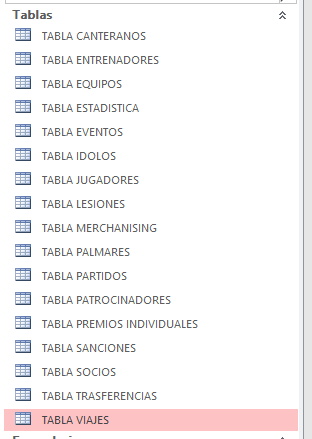 Tablas
TABLA CANTERANOS
TABLA ENTRENADORES
TABLA EQUIPOS
TABLA ESTADISTICA
TABLA EVENTOS
TABLA IDOLOS
TABLA JUGADORES
TABLA LESIONES
TABLA MERCHANISING
TABLA PALMARES
TABLA PARTIDOS
TABLA PATROCINADORES
TABLA PREMIOS INDIVIDUALES
TABLA SANCIONES
TABLA SOCIOS
TABLA TRASFERENCIAS
TABLA VIAJES